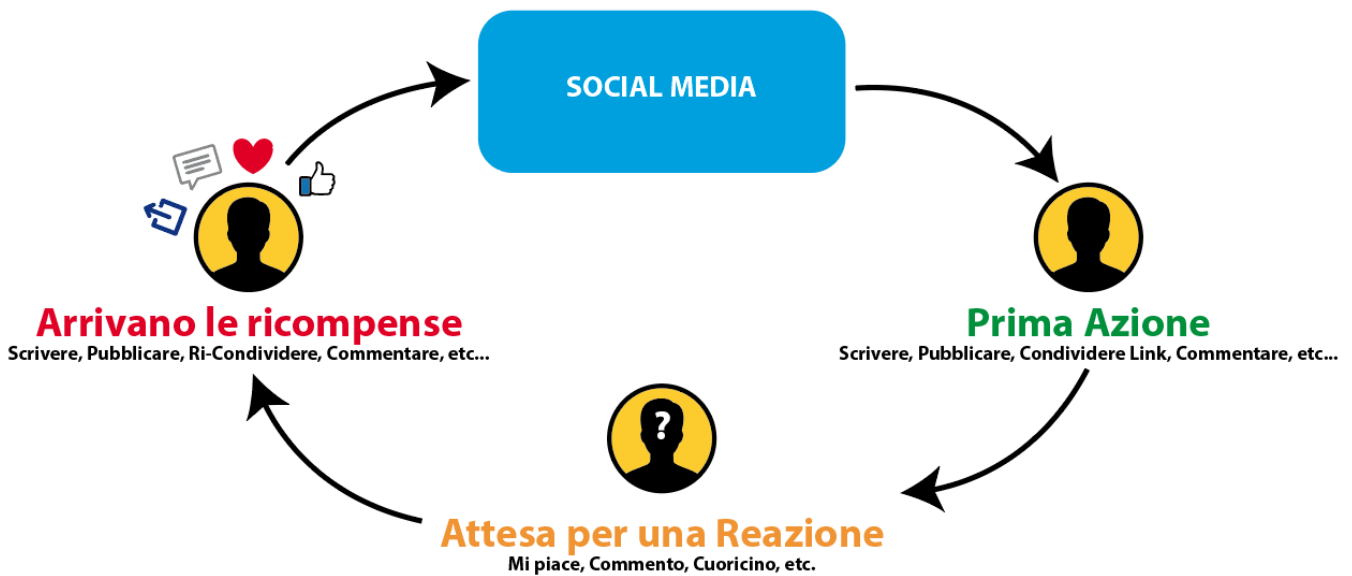 SOCIAL MEDIA
Arrivano le ricompense
Scrivere, Pubblicare, Ri-Condividere, Commentare, etc...
Prima Azione
Scrivere, Pubblicare, Condividere Link, Commentare, etc...
?
Attesa per una Reazione
Mi piace, Commento, Cuoricino, etc.